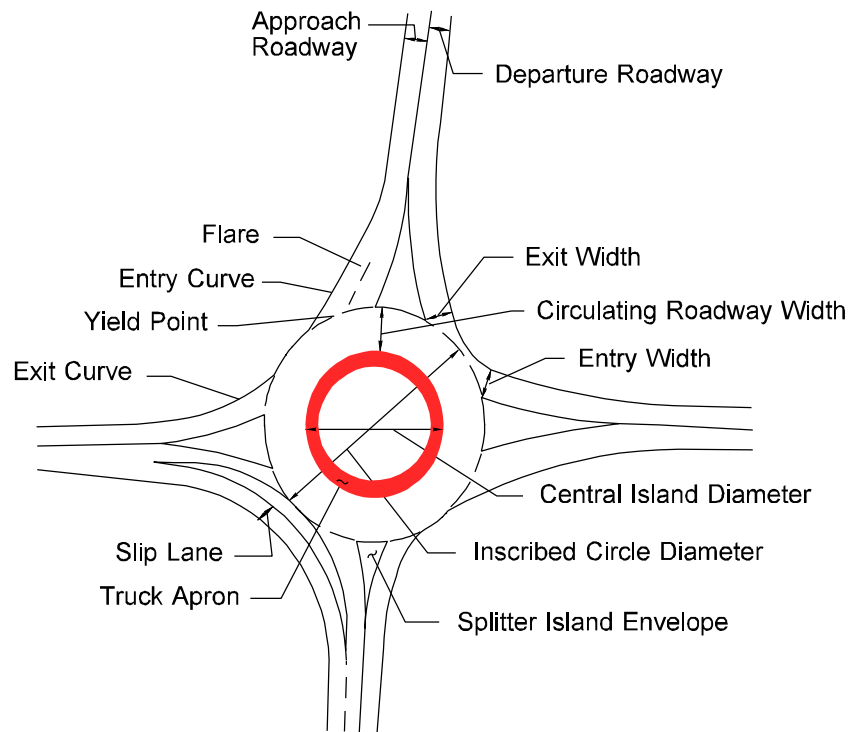 Approach
Roadway
Departure Roadway
Flare
Exit Width
Entry Curve
Circulating Roadway Width
Yield Point
Entry Width
Exit Curve
Central Island Diameter
Slip Lane
Inscribed Circle Diameter
Truck Apron
Splitter Island Envelope